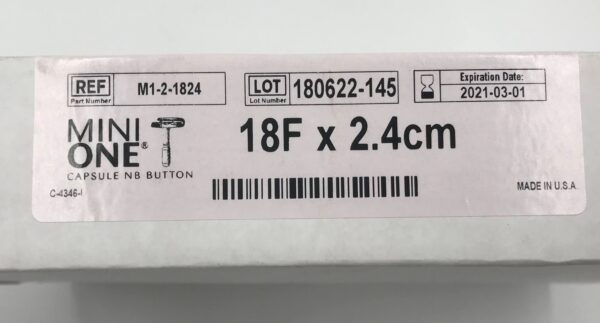 REF
Part Number
M1-2-1824
LOT
Lot Number
180622-145
Expiration Date:
2021-03-01
MINI
ONE®
CAPSULE NB BUTTON
18F x 2.4cm
C-4346-I
MADE IN U.S.A.